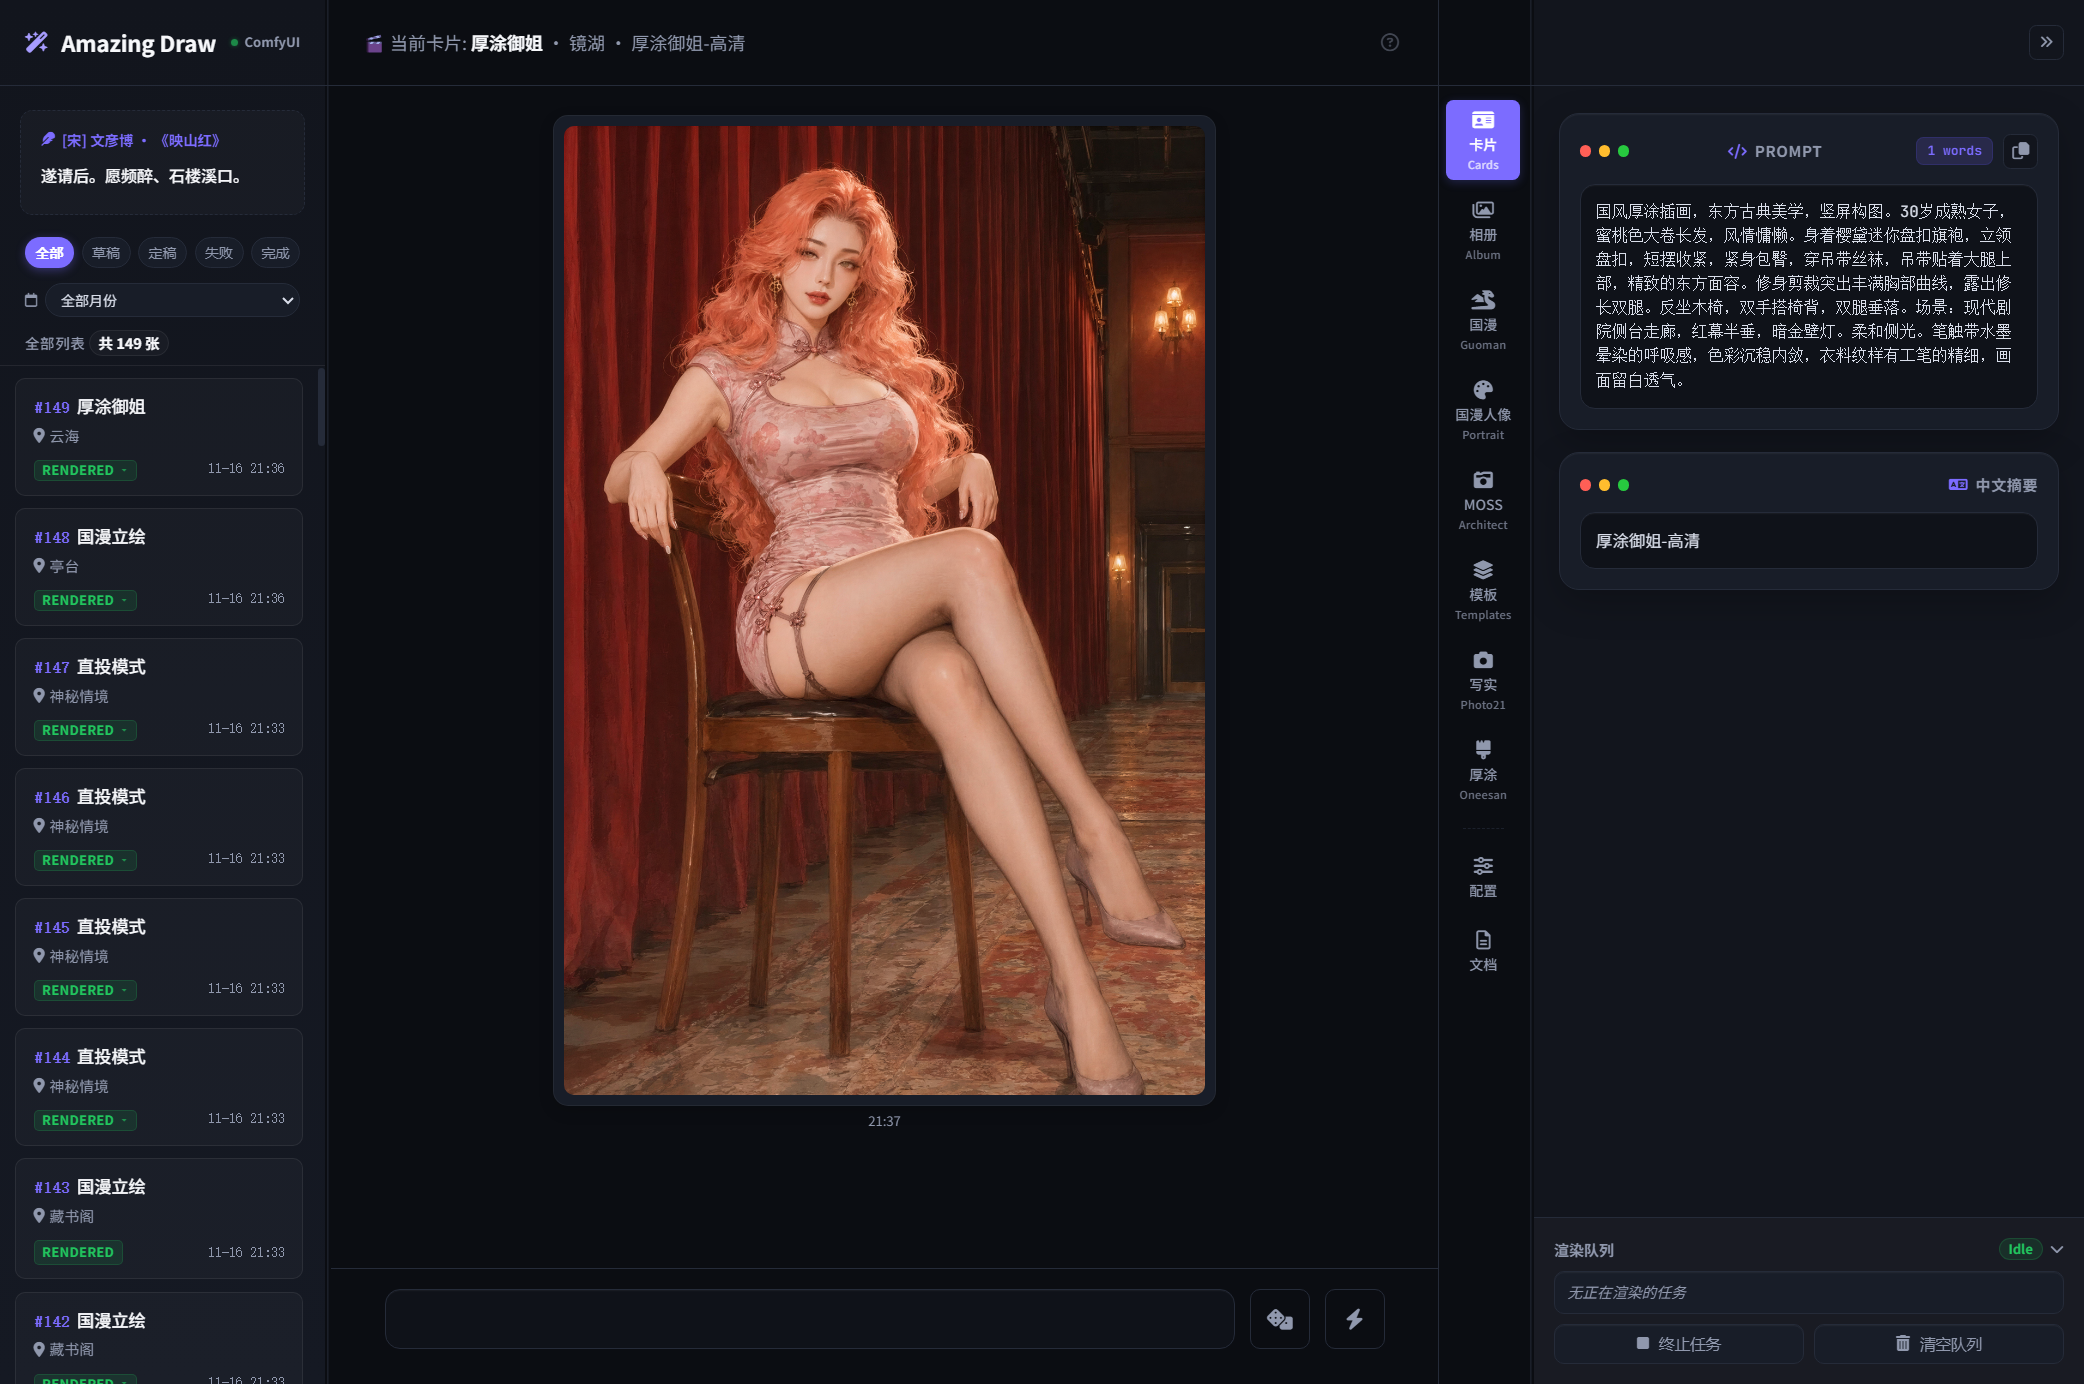 Amazing Draw
ComfyUI
[宋] 文彦博 · 《映山红》
遂请后。愿频醉、石楼溪口。
全部 草稿 定稿 失败 完成
全部月份
全部列表 共 149 张
#149 厚涂御姐
云海
RENDERED - 11-16 21:36
#148 国漫立绘
亭台
RENDERED - 11-16 21:36
#147 直投模式
神秘情境
RENDERED - 11-16 21:33
#146 直投模式
神秘情境
RENDERED - 11-16 21:33
#145 直投模式
神秘情境
RENDERED - 11-16 21:33
#144 直投模式
神秘情境
RENDERED - 11-16 21:33
#143 国漫立绘
藏书阁
RENDERED 11-16 21:33
#142 国漫立绘
藏书阁
RENDERED - 11-16 21:33
当前卡片: 厚涂御姐 • 镜湖 • 厚涂御姐-高清
21:37
卡片
Cards
相册
Album
国漫
Guoman
国漫人像
Portrait
MOSS
Architect
模板
Templates
写实
Photo21
厚涂
Oneesan
配置
文档
PROMPT
1 words
国风厚涂插画，东方古典美学，竖屏构图。30岁成熟女子，
蜜桃色大卷长发，风情慵懒。身着樱黛迷你盘扣旗袍，立领
盘扣，短摆收紧，紧身包臀，穿吊带丝袜，吊带贴着大腿上
部，精致的东方面容。修身剪裁突出丰满胸部曲线，露出修
长双腿。反坐木椅，双手搭椅背，双腿垂落。场景：现代剧
院侧台走廊，红幕半垂，暗金壁灯。柔和侧光。笔触带水墨
晕染的呼吸感，色彩沉稳内敛，衣料纹样有工笔的精细，画
面留白透气。
中文摘要
厚涂御姐-高清
渲染队列
Idle
无正在渲染的任务
终止任务
清空队列